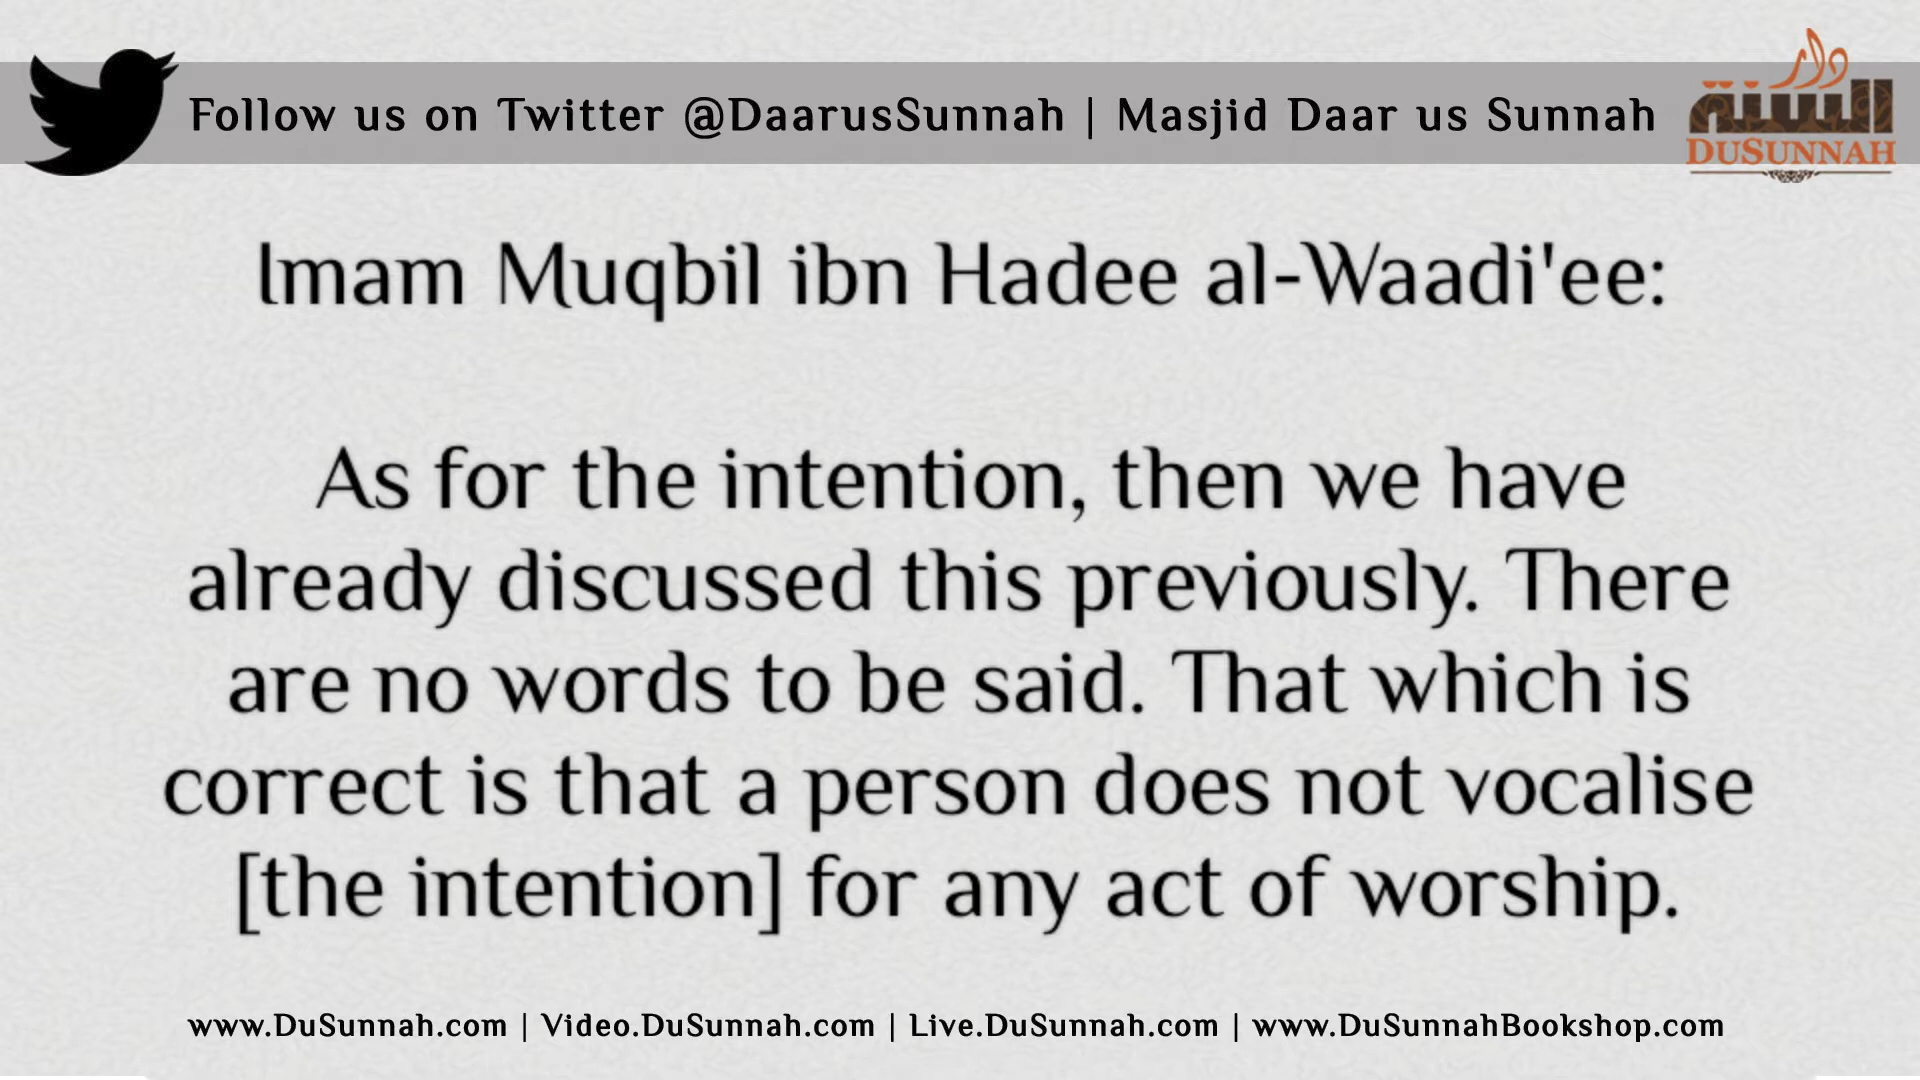 Follow us on Twitter @DaarusSunnah | Masjid Daar us Sunnah
دار
السنة
DUSUNNAH
Imam Muqbil ibn Hadee al-Waadi'ee:
As for the intention, then we have
already discussed this previously. There
are no words to be said. That which is
correct is that a person does not vocalise
[the intention] for any act of worship.
www.DuSunnah.com | Video.DuSunnah.com | Live.DuSunnah.com | www.DuSunnahBookshop.com